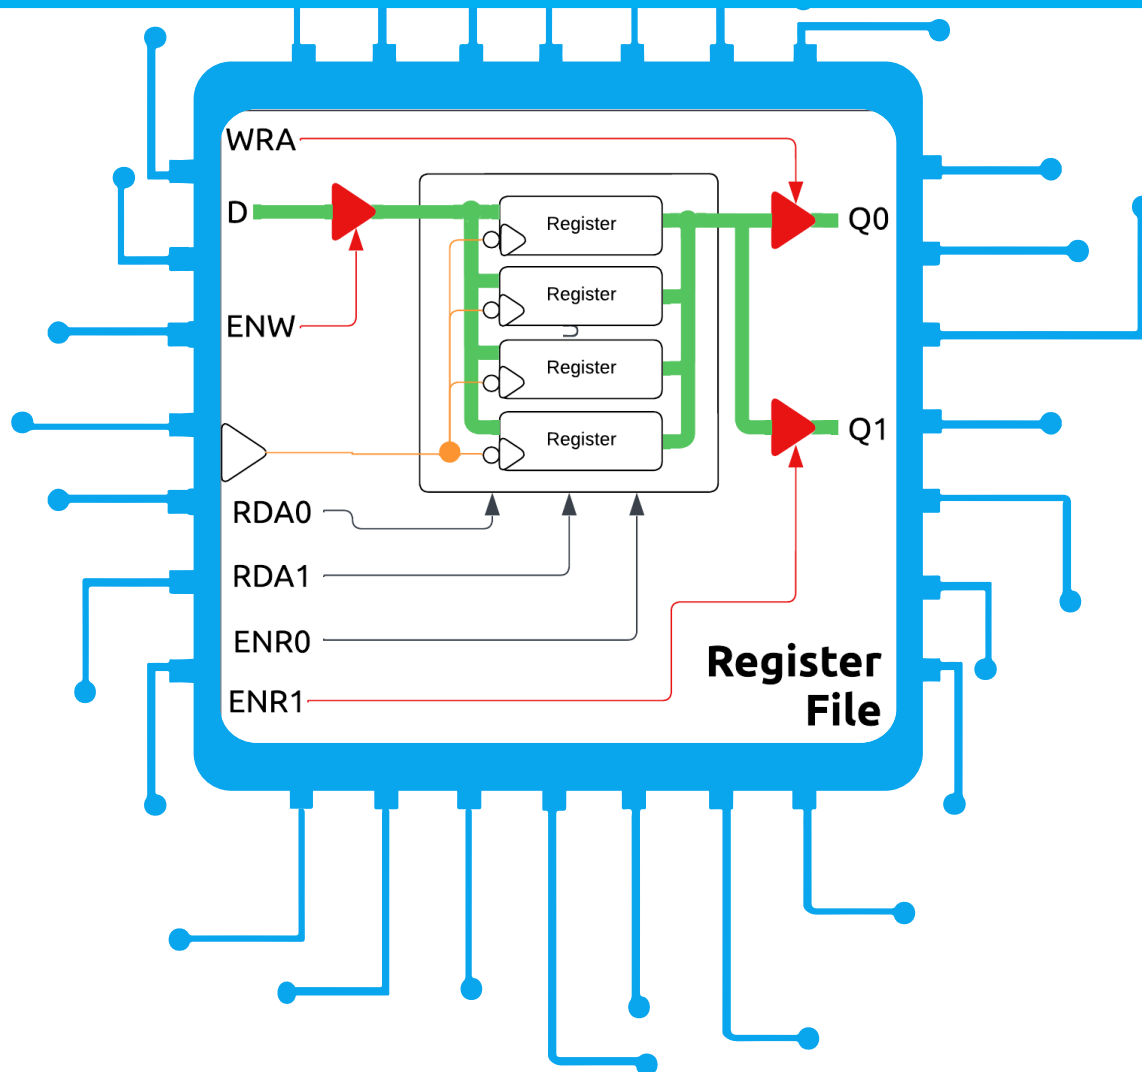 WRA
D
Register
Q0
Register
ENW
Register
Register
Q1
RDA0
RDA1
ENR0
Register
File
ENR1